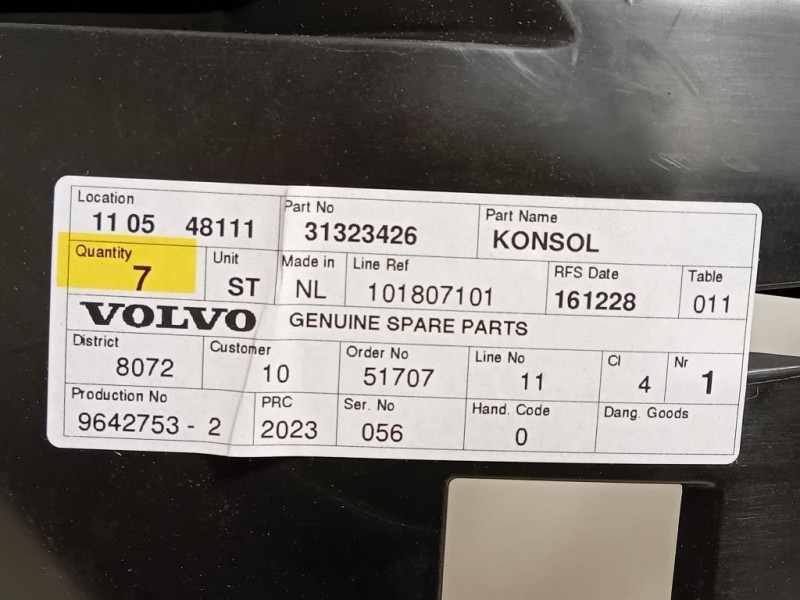 Location Part No Part Name
11 05 48111 31323426 KONSOL
Quantity Unit Made in Line Ref RFS Date Table
7 ST NL 101807101 161228 011
VOLVO GENUINE SPARE PARTS
District Customer Order No Line No Cl Nr
8072 10 51707 11 4 1
Production No PRC Ser. No Hand. Code Dang. Goods
9642753 - 2 2023 056 0